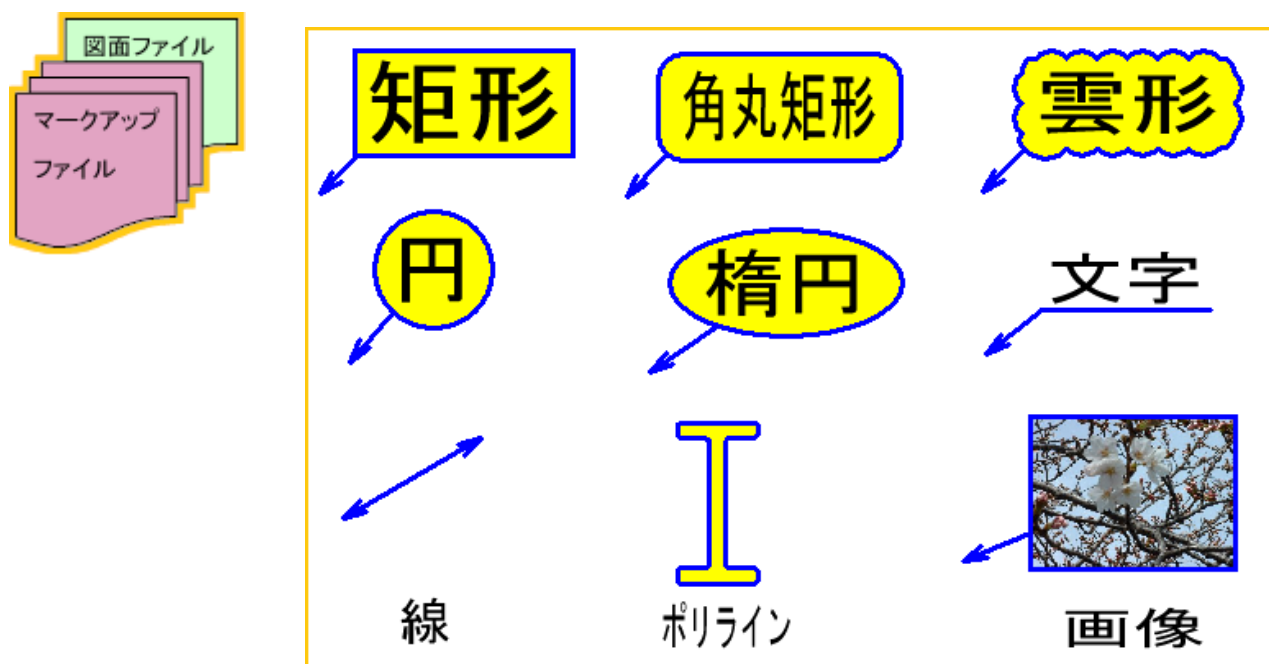 図面ファイル
マークアップ
ファイル
矩形
角丸矩形
雲形
円
楕円
文字
線
ポリライン
画像